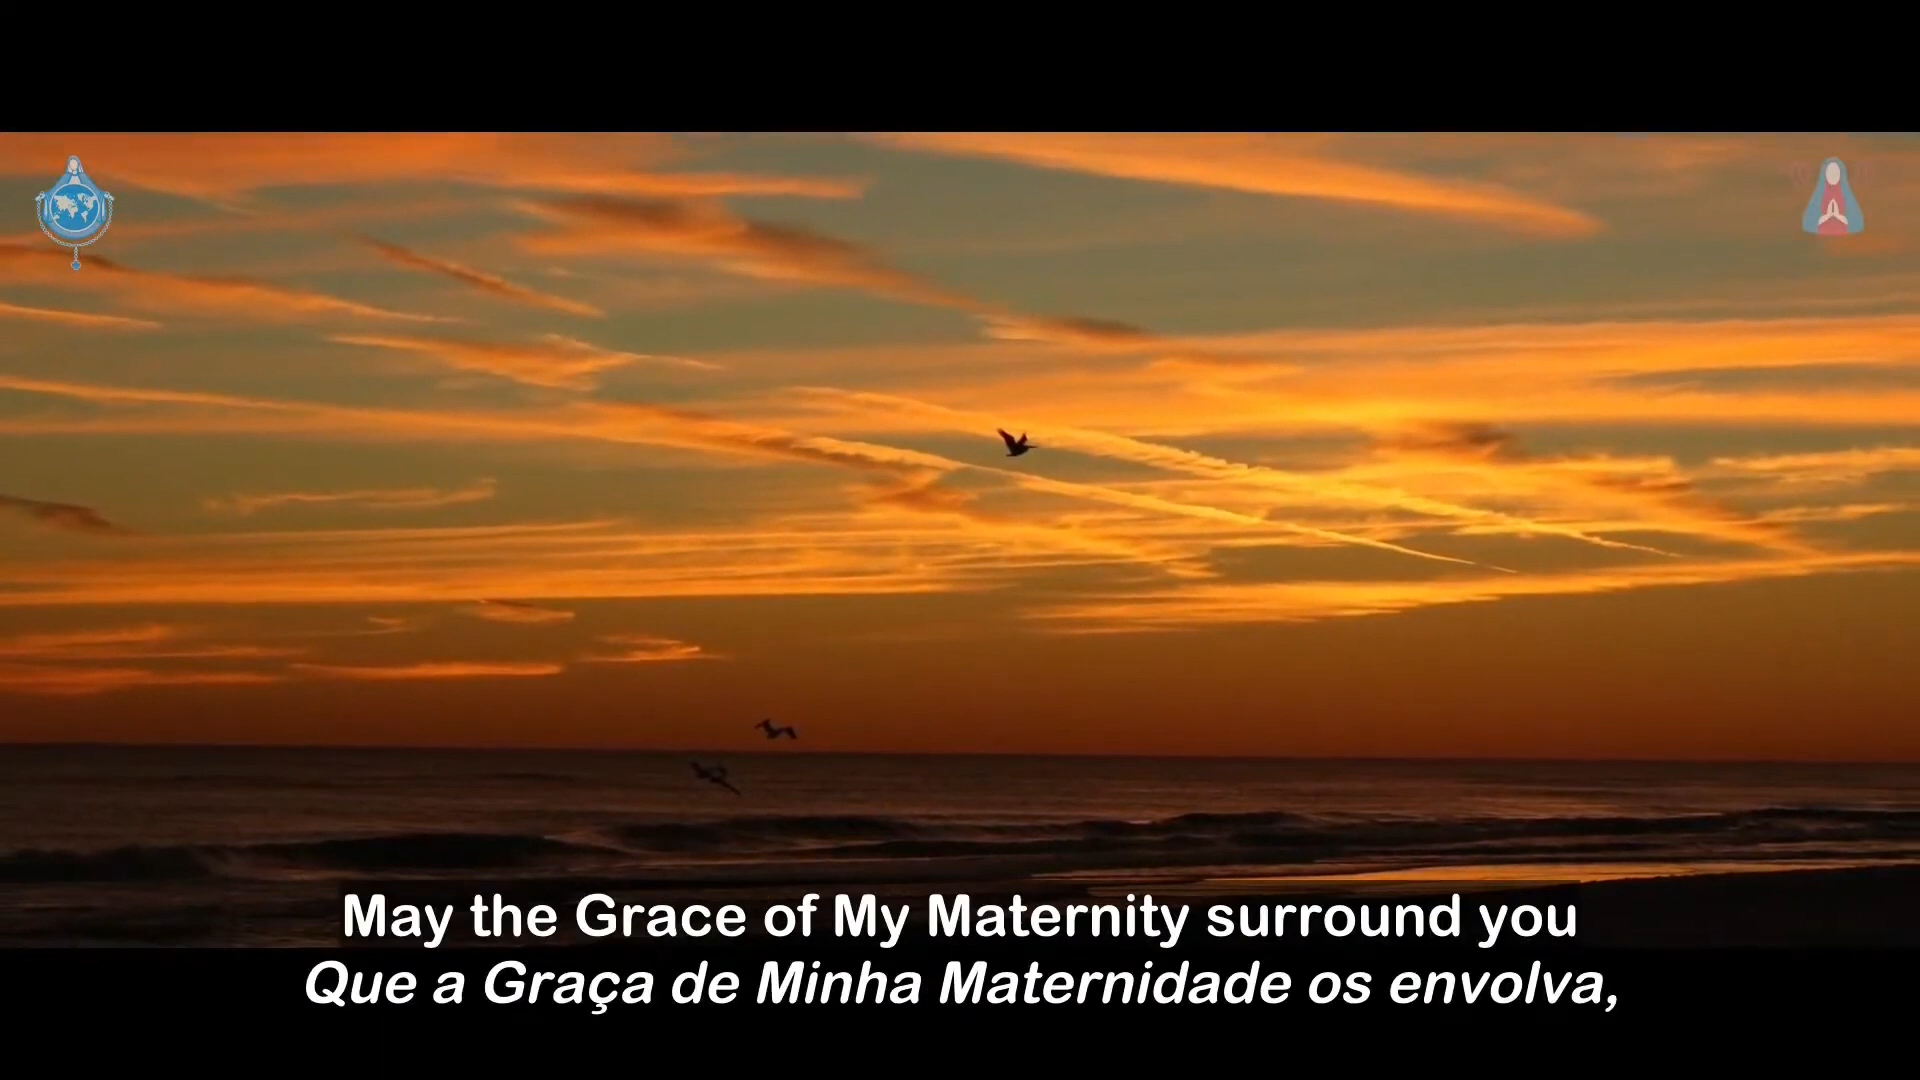 May the Grace of My Maternity surround you
Que a Graça de Minha Maternidade os envolva,